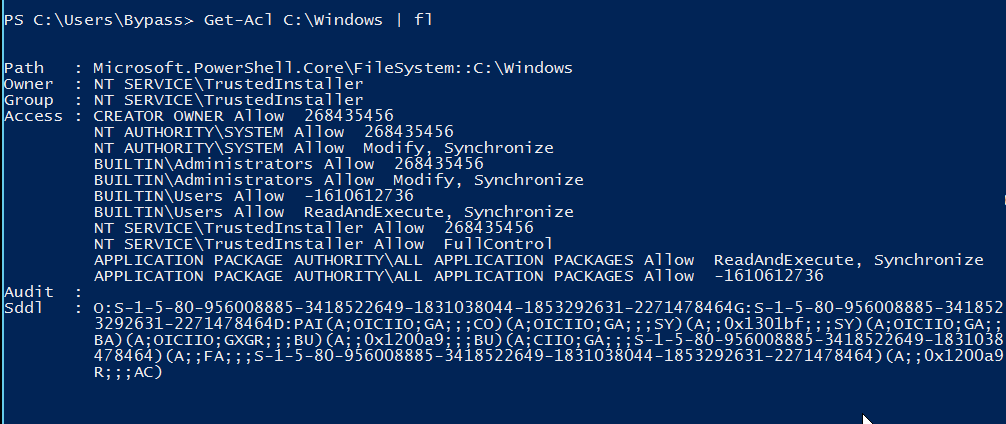 PS C:\Users\Bypass> Get-Acl C:\Windows | fl
Path   : Microsoft.PowerShell.Core\FileSystem::C:\Windows
Owner  : NT SERVICE\TrustedInstaller
Group  : NT SERVICE\TrustedInstaller
Access : CREATOR OWNER Allow  268435456
         NT AUTHORITY\SYSTEM Allow  268435456
         NT AUTHORITY\SYSTEM Allow  Modify, Synchronize
         BUILTIN\Administrators Allow  268435456
         BUILTIN\Administrators Allow  Modify, Synchronize
         BUILTIN\Users Allow  -1610612736
         BUILTIN\Users Allow  ReadAndExecute, Synchronize
         NT SERVICE\TrustedInstaller Allow  268435456
         NT SERVICE\TrustedInstaller Allow  FullControl
         APPLICATION PACKAGE AUTHORITY\ALL APPLICATION PACKAGES Allow  ReadAndExecute, Synchronize
         APPLICATION PACKAGE AUTHORITY\ALL APPLICATION PACKAGES Allow  -1610612736
Audit  :
Sddl   : O:S-1-5-80-956008885-3418522649-1831038044-1853292631-2271478464G:S-1-5-80-956008885-341852
         3292631-2271478464D:PAI(A;OICIIO;GA;;;CO)(A;OICIIO;GA;;;SY)(A;;0x1301bf;;;SY)(A;OICIIO;GA;;
         BA)(A;OICIIO;GXGR;;;BU)(A;;0x1200a9;;;BU)(A;CIIO;GA;;;S-1-5-80-956008885-3418522649-1831038
         478464)(A;;FA;;;S-1-5-80-956008885-3418522649-1831038044-1853292631-2271478464)(A;;0x1200a9
         R;;;AC)